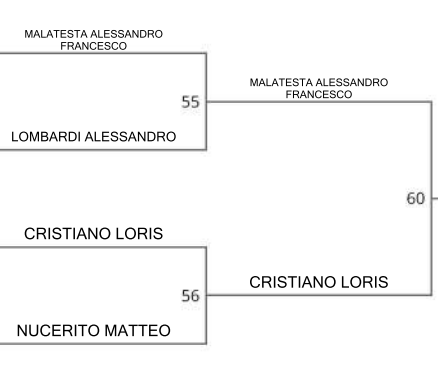 MALATESTA ALESSANDRO
FRANCESCO
MALATESTA ALESSANDRO
FRANCESCO
55
LOMBARDI ALESSANDRO
60
CRISTIANO LORIS
CRISTIANO LORIS
56
NUCERITO MATTEO